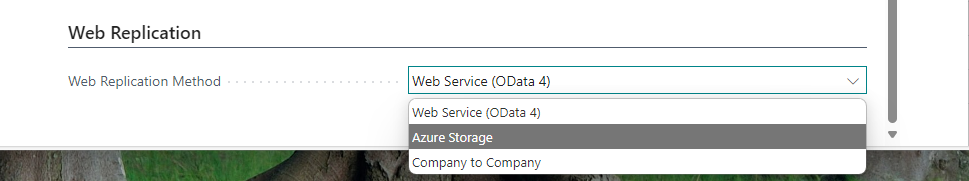 Web Replication
Web Replication Method
Web Service (OData 4)
Web Service (OData 4)
Azure Storage
Company to Company